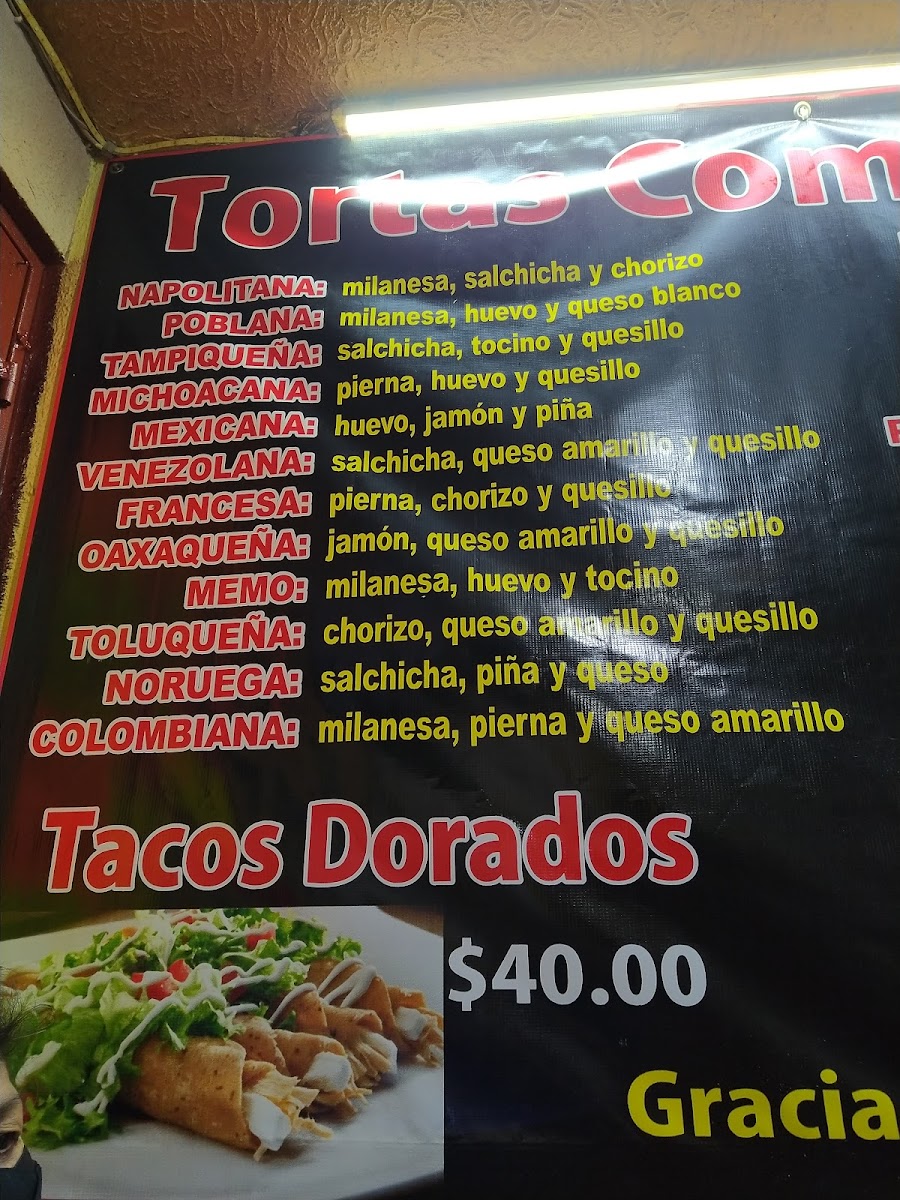 Tortas Com
NAPOLITANA: milanesa, salchicha y chorizo
POBLANA: milanesa, huevo y queso blanco
TAMPIQUEÑA: salchicha, tocino y quesillo
MICHOACANA: pierna, huevo y quesillo
MEXICANA: huevo, jamón y piña
VENEZOLANA: salchicha, queso amarillo y quesillo
FRANCESA: pierna, chorizo y quesillo
OAXAQUEÑA: jamón, queso amarillo y quesillo
MEMO: milanesa, huevo y tocino
TOLUQUEÑA: chorizo, queso amarillo y quesillo
NORUEGA: salchicha, piña y queso
COLOMBIANA: milanesa, pierna y queso amarillo
Tacos Dorados
$40.00
Gracia